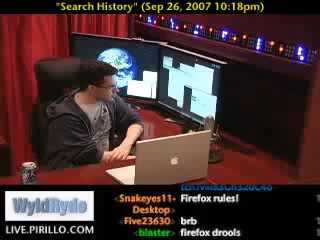 "Search History" (Sep 26, 2007 10:18pm)
WyldRyde
LIVE.PIRILLO.COM
<Snakeyes11-Desktop> Firefox rules!
<Five23630> brb
<blaster> firefox drools